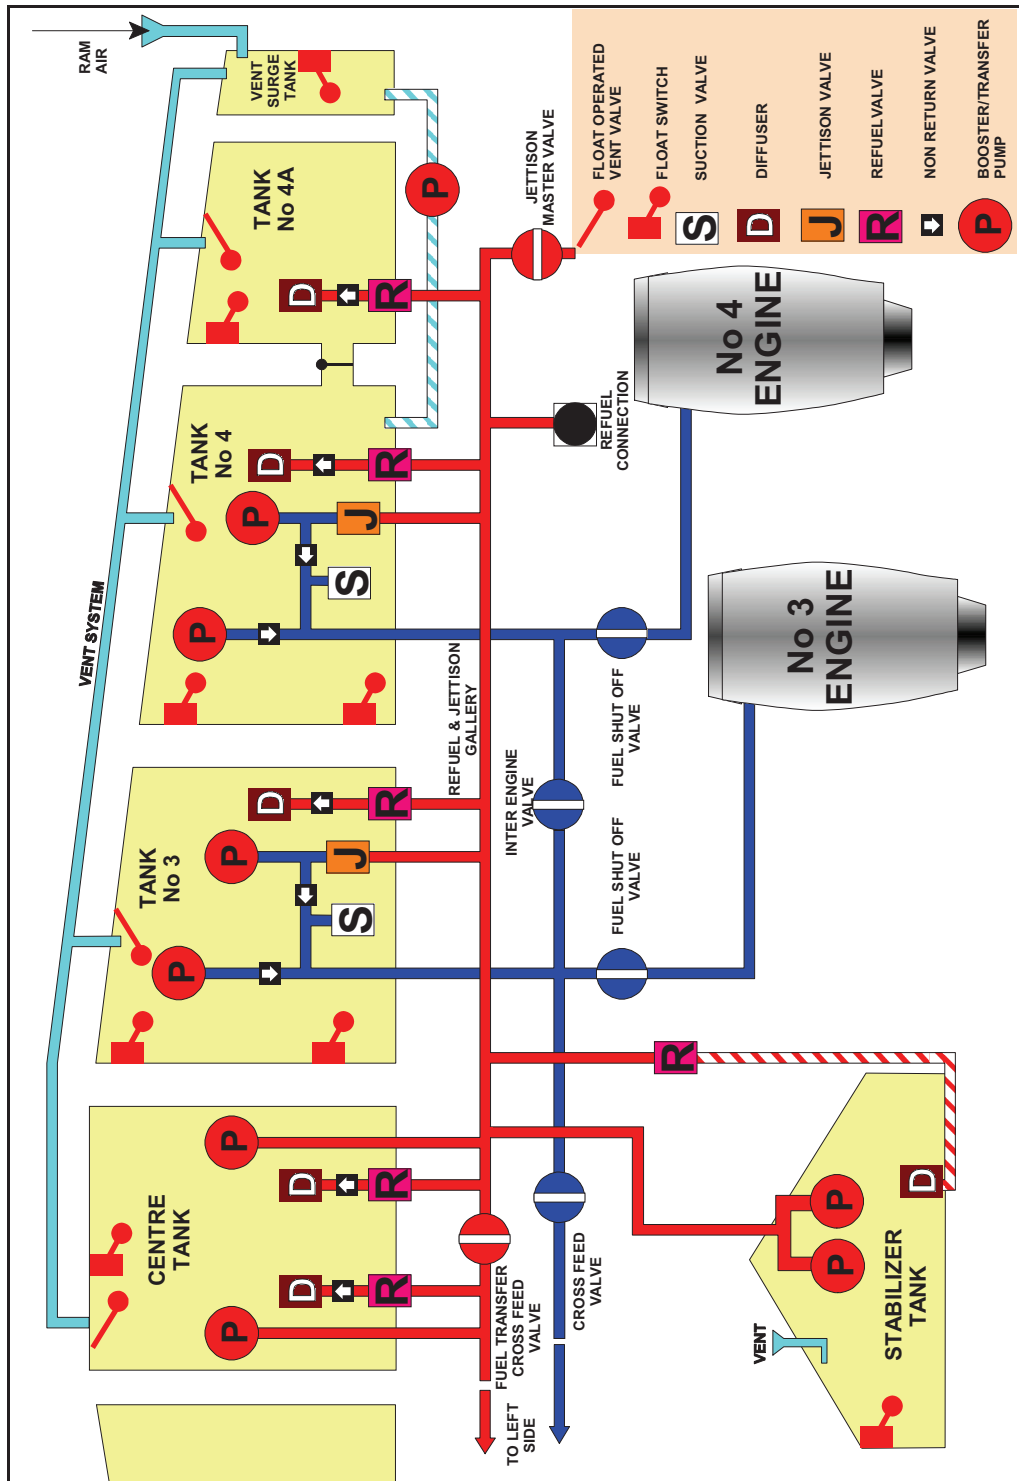 RAM
AIR
VENT
SURGE
TANK
TANK
No 4A
P
D
R
JETTISON
MASTER VALVE
FLOAT OPERATED
VENT VALVE
FLOAT SWITCH
S
SUCTION VALVE
D
DIFFUSER
J
JETTISON VALVE
R
REFUELVALVE
NON RETURN VALVE
P
BOOSTER/TRANSFER
PUMP
VENT SYSTEM
TANK
No 4
D
R
P
J
S
P
REFUEL
CONNECTION
No 4
ENGINE
TANK
No 3
D
R
P
J
S
P
REFUEL & JETTISON
GALLERY
INTER ENGINE
VALVE
FUEL SHUT OFF
VALVE
FUEL SHUT OFF
VALVE
No 3
ENGINE
CENTRE
TANK
P
D
R
D
R
P
FUEL TRANSFER
CROSS FEED
VALVE
CROSS FEED
VALVE
TO LEFT
SIDE
R
D
P
P
VENT
STABILIZER
TANK